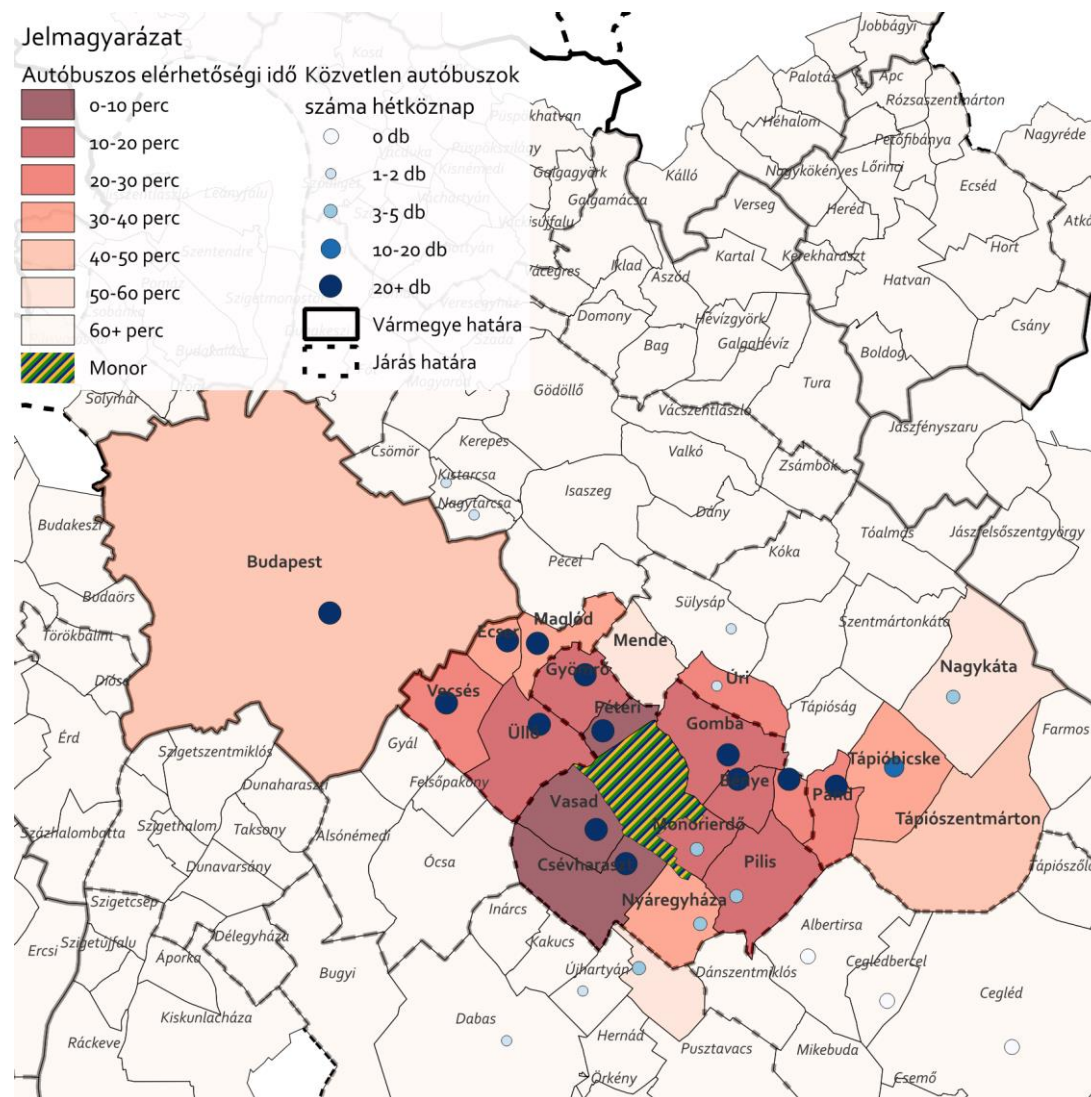 Jelmagyarázat
Autóbuszos elérhetőségi idő
0-10 perc
10-20 perc
20-30 perc
30-40 perc
40-50 perc
50-60 perc
60+ perc
Monor
Közvetlen autóbuszok
száma hétköznap
0 db
1-2 db
3-5 db
10-20 db
20+ db
Vármegye határa
Járás határa
Jobbágyi
Palotás
Apc
Rózsaszentmárton
Héhalom
Petőfibánya
Nagyréde
Galgagyörk
Kálló
Nagykökényes
Lőrinci
Ecséd
Galgamácsa
Verseg
Heréd
Atká
Iklad
Aszód
Kartal
Kerekharaszt
Hort
Hatvan
Domony
Hévízgyörk
Bag
Galgahévíz
Boldog
Csány
Tura
Solymár
Gödöllő
Vácszentlászló
Jászfényszaru
Csömör
Kerepes
Valkó
Zsámbok
Kistarcsa
Nagytarcsa
Isaszeg
Dány
Budakeszi
Tóalmás
Jászfelsőszentgyörgy
Budapest
Pécel
Kóka
Budaörs
Sülysáp
Törökbálint
Maglód
Szentmártonkáta
Ecser
Mende
Nagykáta
Diósd
Gyömrő
Úri
Vecsés
Péteri
Tápióság
Érd
Szigetszentmiklós
Gyál
Üllő
Gomba
Farmos
Dunaharaszti
Felsőpakony
Tápióbicske
Bénye
Pánd
Százhalombatta
Szigethalom
Taksony
Alsónémedi
Vasad
Monorierdő
Tápiószentmárton
Ócsa
Csévharaszt
Pilis
Dunavarsány
Tápiószőlő
Szigetcsép
Nyáregyháza
Inárcs
Albertirsa
Délegyháza
Kakucs
Ercsi
Szigetújfalu
Áporka
Bugyi
Újhartyán
Dánszentmiklós
Ceglédbercel
Cegléd
Kiskunlacháza
Dabas
Hernád
Ráckeve
Pusztavacs
Mikebuda
Örkény
Csemő